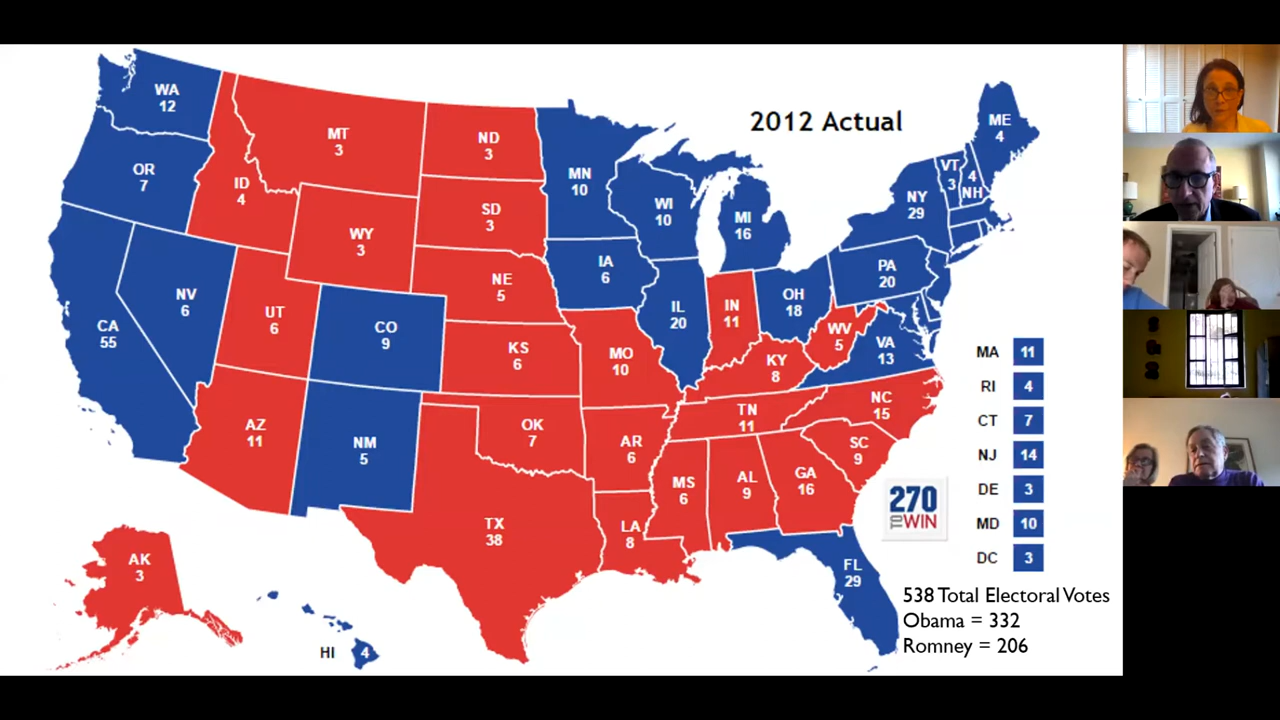 2012 Actual
WA
12
OR
7
CA
55
NV
6
ID
4
MT
3
WY
3
UT
6
AZ
11
CO
9
NM
5
ND
3
SD
3
NE
5
KS
6
OK
7
TX
38
MN
10
IA
6
MO
10
AR
6
LA
8
WI
10
IL
20
MI
16
IN
11
OH
18
KY
8
TN
11
MS
6
AL
9
GA
16
FL
29
SC
9
NC
15
VA
13
WV
5
PA
20
NY
29
VT
3
4
NH
ME
4
AK
3
HI 4
MA 11
RI 4
CT 7
NJ 14
DE 3
MD 10
DC 3
270
TO WIN
538 Total Electoral Votes
Obama = 332
Romney = 206